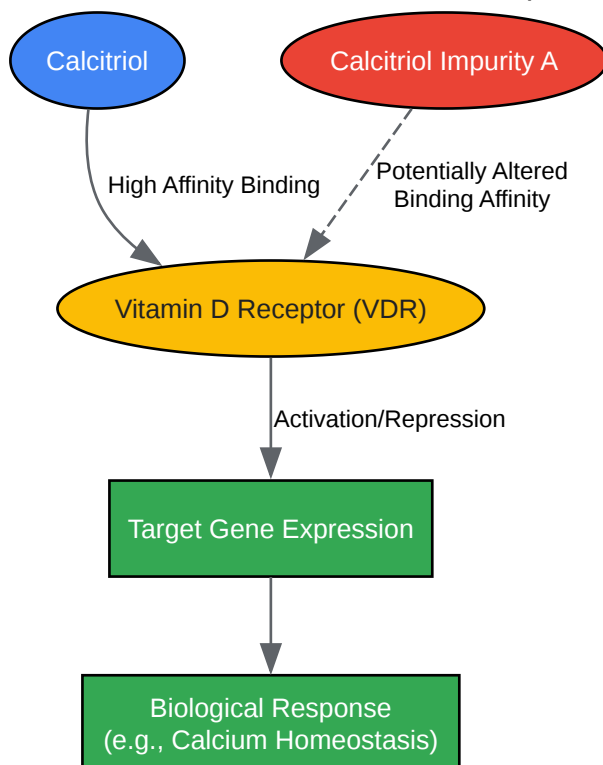 Calcitriol
Calcitriol Impurity A
High Affinity Binding
Potentially Altered
Binding Affinity
Vitamin D Receptor (VDR)
Activation/Repression
Target Gene Expression
Biological Response
(e.g., Calcium Homeostasis)